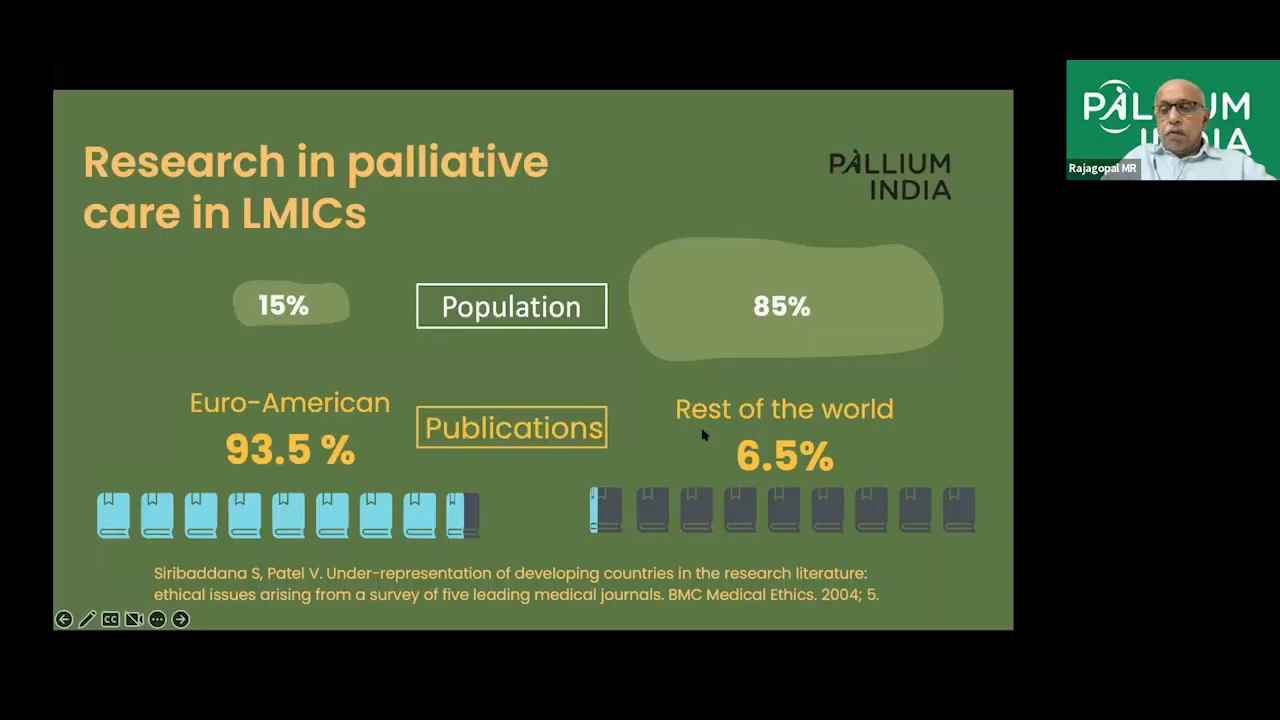 Research in palliative
care in LMICs
PALLIUM
INDIA
15%
Population
85%
Euro-American
93.5 %
Publications
Rest of the world
6.5%
Siribaddana S, Patel V. Under-representation of developing countries in the research literature:
ethical issues arising from a survey of five leading medical journals. BMC Medical Ethics. 2004; 5.
CC
Rajagopal MR